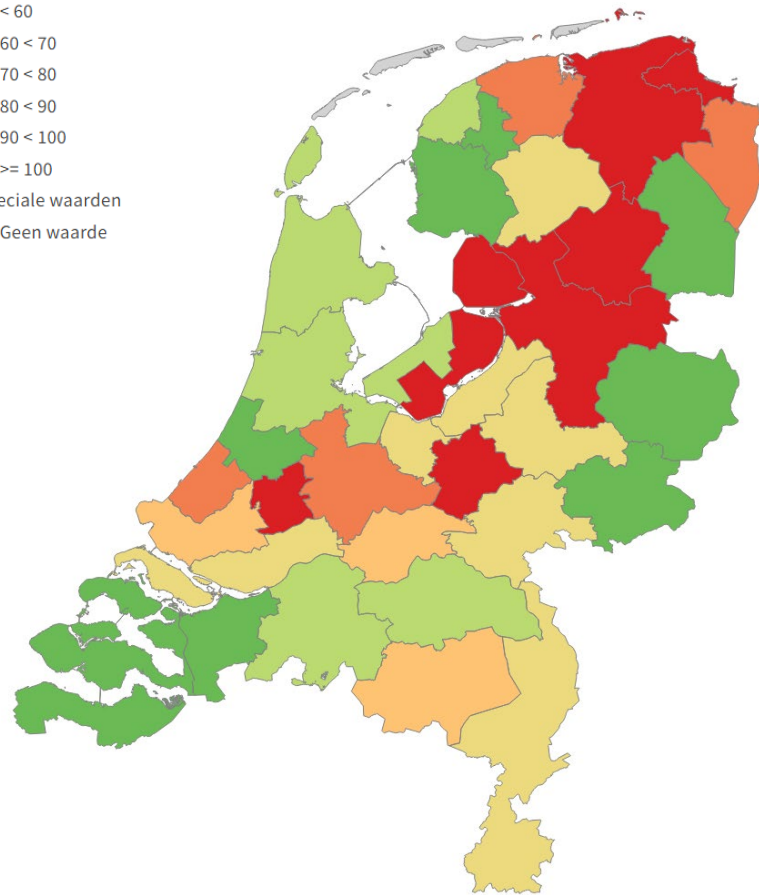 < 60
60 < 70
70 < 80
80 < 90
90 < 100
>= 100
eciale waarden
Geen waarde